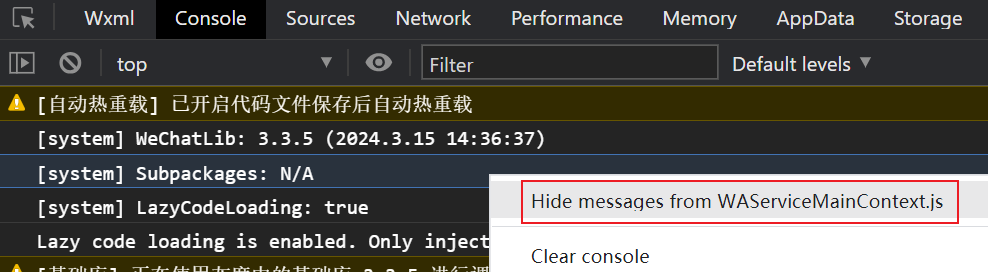 Wxml Console Sources Network Performance Memory AppData Storage
top Filter Default levels
[自动热重载] 已开启代码文件保存后自动热重载
[system] WeChatLib: 3.3.5 (2024.3.15 14:36:37)
[system] Subpackages: N/A
Hide messages from WAServiceMainContext.js
[system] LazyCodeLoading: true
Lazy code loading is enabled. Only inject
Clear console